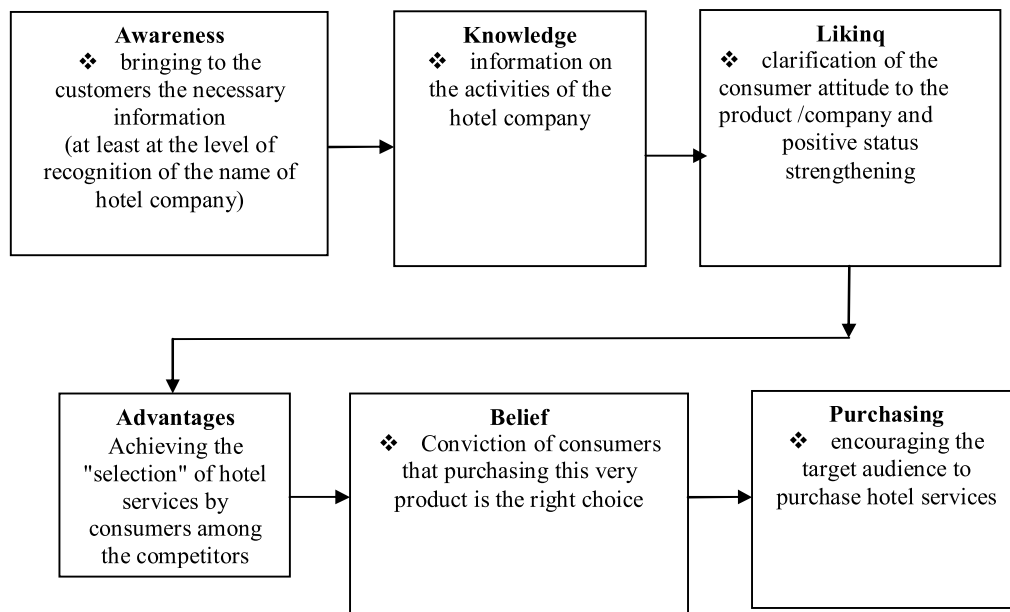 Awareness
❖ bringing to the
customers the necessary
information
(at least at the level of
recognition of the name of
hotel company)
Knowledge
❖ information on
the activities of the
hotel company
Likinq
❖ clarification of the
consumer attitude to the
product /company and
positive status
strengthening
Advantages
Achieving the
"selection" of hotel
services by
consumers among
the competitors
Belief
❖ Conviction of consumers
that purchasing this very
product is the right choice
Purchasing
❖ encouraging the
target audience to
purchase hotel services